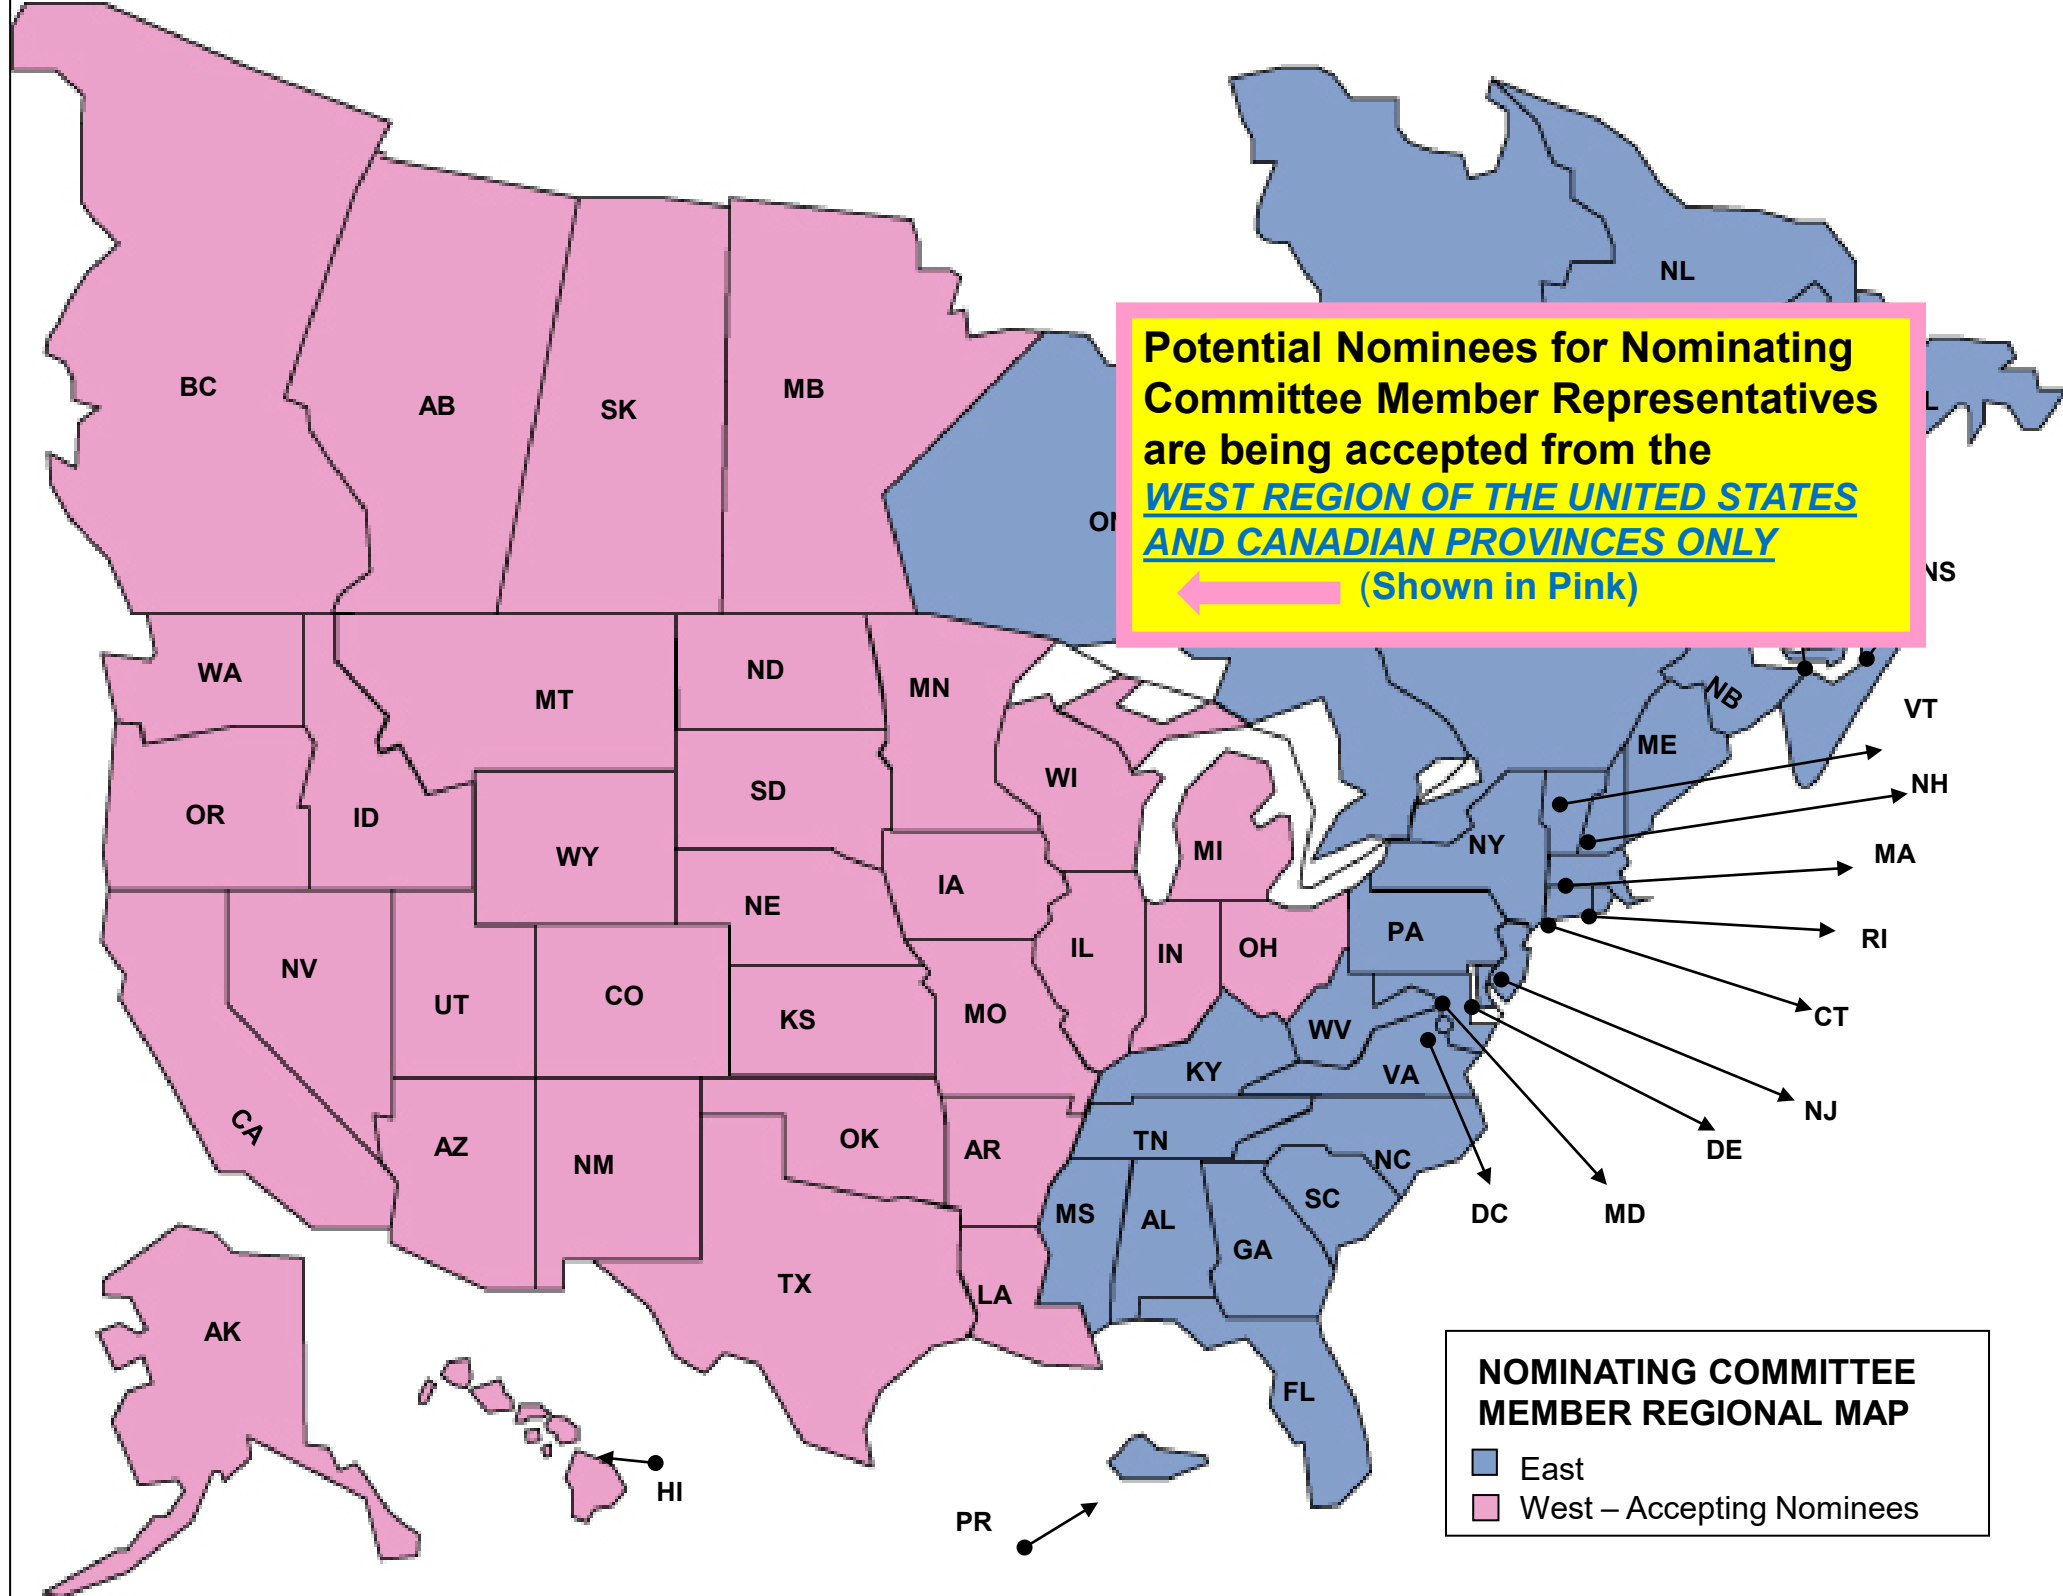 NL
Potential Nominees for Nominating
Committee Member Representatives
are being accepted from the
WEST REGION OF THE UNITED STATES
AND CANADIAN PROVINCES ONLY
(Shown in Pink)
BC
AB
SK
MB
NS
WA
MT
ND
MN
NB
VT
ME
NH
OR
ID
WY
SD
WI
MI
NY
MA
NE
IA
PA
RI
NV
UT
CO
KS
MO
IL
IN
OH
WV
CT
CA
AZ
NM
OK
AR
KY
VA
NJ
TN
NC
DE
MS
AL
GA
SC
DC
MD
AK
TX
LA
FL
HI
PR
NOMINATING COMMITTEE
MEMBER REGIONAL MAP
East
West – Accepting Nominees